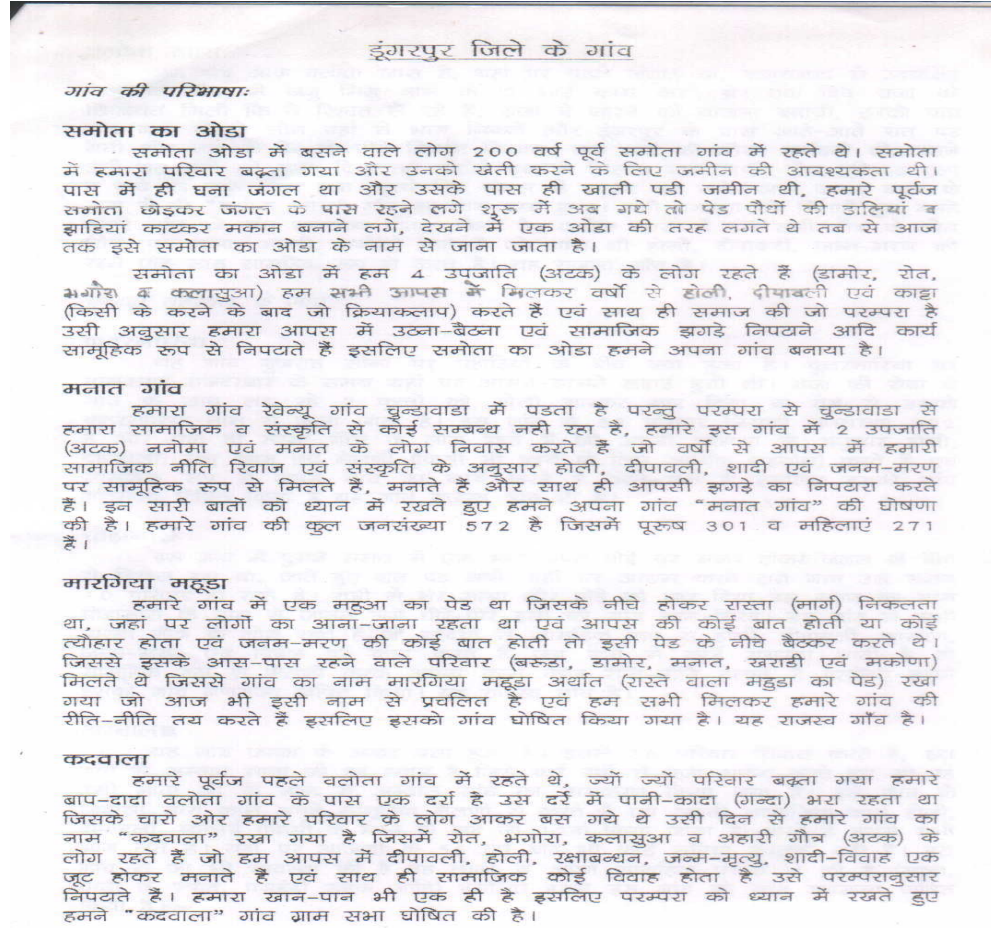 डूंगरपुर जिले के गांव
गांव की परिभाषाः
समोता का ओडा
समोता ओडा में बसने वाले लोग 200 वर्ष पूर्व समोता गांव में रहते थे। समोता
में हमारा परिवार बढ़ता गया और उनको खेती करने के लिए जमीन की आवश्यकता थी।
पास में ही घना जंगल था और उसके पास ही खाली पडी जमीन थी, हमारे पूर्वज
समोता छोड़कर जंगल के पास रहने लगे शुरू में अब गये तो पेड पौधों की डालियां ब
झाडियां काटकर मकान बनाने लगे, देखने में एक ओडा की तरह लगते थे तब से आज
तक इसे समोता का ओडा के नाम से जाना जाता है।
समोता का ओडा में हम 4 उपजाति (अंटक) के लोग रहते हैं (डामोर, रोत,
भगोरा व कलासुआ) हम सभी आपस में मिलकर वर्षो से होली, दीपावली एवं काट्टा
(किसी के करने के बाद जो क्रियाकलाप) करते हैं एवं साथ ही समाज की जो परम्परा है
उसी अनुसार हमारा आपस में उठना-बैठना एवं सामाजिक झगडे निपटाने आदि कार्य
सामूहिक रूप से निपटाते हैं इसलिए समोता का ओडा हमने अपना गांव बनाया है।
मनात गांव
हमारा गांव रेवेन्यू गांव चुन्डावाडा में पडता है परन्तु परम्परा से चुन्डावाडा से
हमारा सामाजिक व संस्कृति से कोई सम्बन्ध नही रहा है, हमारे इस गांव में 2 उपजाति
(अटक) ननोमा एवं मनात के लोग निवास करते हैं जो वर्षो से आपस में हमारी
सामाजिक नीति रिवाज एवं संस्कृति के अनुसार होली, दीपावली, शादी एवं जनम-मरण
पर सामूहिक रूप से मिलते हैं, मनाते हैं और साथ ही आपसी झगडे का निपटारा करते
हैं। इन सारी बातों को ध्यान में रखते हुए हमने अपना गांव "मनात गांव" की घोषणा
की है। हमारे गांव की कुल जनसंख्या 572 है जिसमें पूरूष 301 व महिलाएं 271
है।
मारगिया महूडा
हमारे गांव में एक महुआ का पेड था जिसके नीचे होकर रास्ता (मार्ग) निकलता
था, जहां पर लोगों का आना-जाना रहता था एवं आपस की कोई बात होती या कोई
त्यौहार होता एवं जनम-मरण की कोई बात होती तो इसी पेड के नीचे बैठकर करते थे।
जिससे इसके आस-पास रहने वाले परिवार (बरूडा, डामोर, मनात, खराडी एवं मकोणा)
मिलते थे जिससे गांव का नाम मारगिया महूडा अर्थात (रास्ते वाला महुडा का पेड) रखा
गया जो आज भी इसी नाम से प्रचलित है एवं हम सभी मिलकर हमारे गांव की
रीति-नीति तय करते हैं इसलिए इसको गांव घोषित किया गया है। यह राजस्व गाँव है।
कदवाला
हंमारे पूर्वज पहले वलोता गांव में रहते थे, ज्यों ज्यों परिवार बढ़ता गया हमारे
बाप-दादा वलोता गांव के पास एक दर्रा है उस दर्रे में पानी-कादा (गन्दा) भरा रहता था
जिसके चारो ओर हमारे परिवार के लोग आकर बस गये थे उसी दिन से हमारे गांव का
नाम "कदवाला" रखा गया है जिसमें रोत, भगोरा, कलासुआ व अहारी गौत्र (अटक) के
लोग रहते हैं जो हम आपस में दीपावली, होली, रक्षाबन्धन, जन्म-मृत्यु, शादी-विवाह एक
जूट होकर मनाते हैं एवं साथ ही सामाजिक कोई विवाह होता है उसे परमंपरानुसार
निपटाते हैं। हमारा खान-पान भी एक ही है इसलिए परम्परा को ध्यान में रखते हुए
हमने "कदवाला" गांव ग्राम सभा घोषित की है।